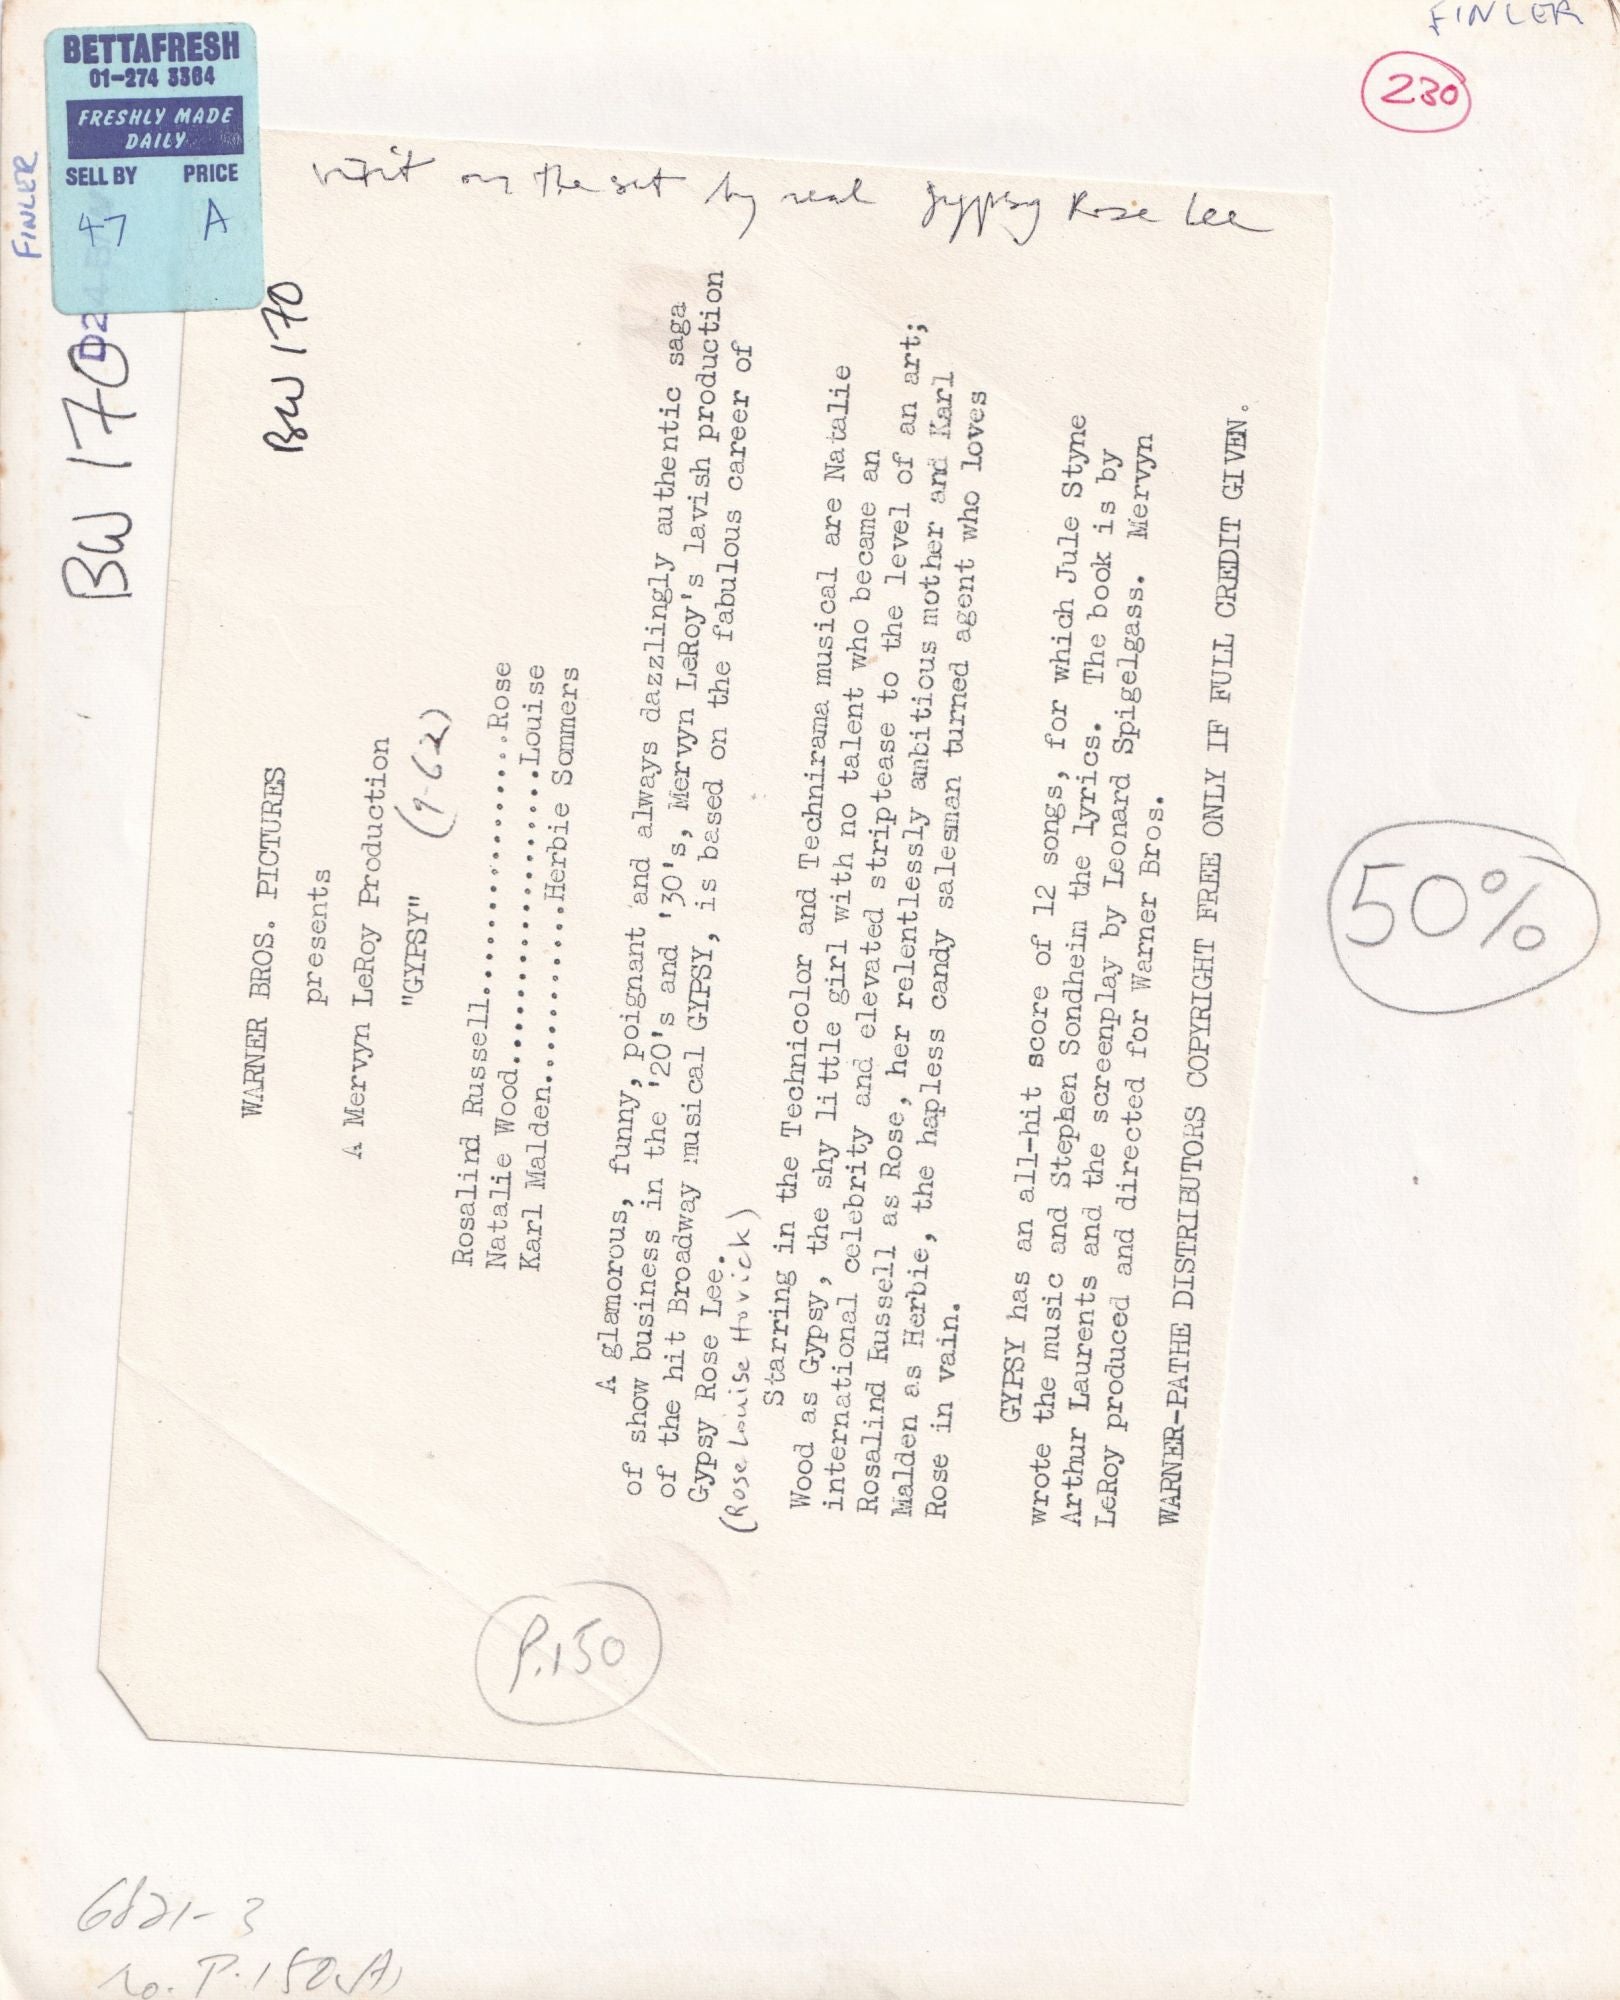 FINLER
230
BETTAFRESH
01-274 3364
FRESHLY MADE
DAILY
SELL BY PRICE
47 A
FINLER
visit on the set by real Gypsy Rose Lee
BW 170
BW 170
WARNER BROS. PICTURES
presents
A Mervyn LeRoy Production
"GYPSY"
(9-62)
Rosalind Russell....................Rose
Natalie Wood....................Louise
Karl Malden............Herbie Sommers
A glamorous, funny, poignant and always dazzlingly authentic saga
of show business in the '20's and '30's, Mervyn LeRoy's lavish production
of the hit Broadway musical GYPSY, is based on the fabulous career of
Gypsy Rose Lee.
(Rose Louise Hovick)
Starring in the Technicolor and Technirama musical are Natalie
Wood as Gypsy, the shy little girl with no talent who became an
international celebrity and elevated striptease to the level of an art;
Rosalind Russell as Rose, her relentlessly ambitious mother and Karl
Malden as Herbie, the hapless candy salesman turned agent who loves
Rose in vain.
GYPSY has an all-hit score of 12 songs, for which Jule Styne
wrote the music and Stephen Sondheim the lyrics. The book is by
Arthur Laurents and the screenplay by Leonard Spigelgass. Mervyn
LeRoy produced and directed for Warner Bros.
WARNER-PATHE DISTRIBUTORS COPYRIGHT FREE ONLY IF FULL CREDIT GIVEN.
50%
P.150
-3
P.150(A)